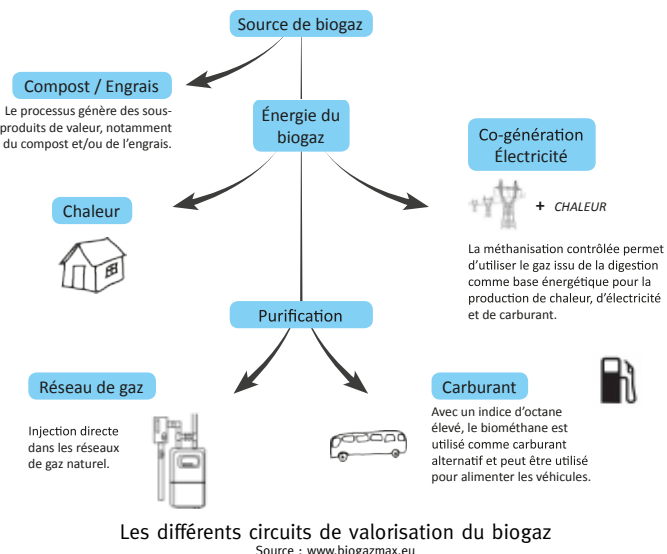 Source de biogaz
Compost / Engrais
Le processus génère des sous-
produits de valeur, notamment
du compost et/ou de l'engrais.
Énergie du
biogaz
Co-génération
Électricité
+ CHALEUR
La méthanisation contrôlée permet
d'utiliser le gaz issu de la digestion
comme base énergétique pour la
production de chaleur, d'électricité
et de carburant.
Chaleur
Purification
Réseau de gaz
Injection directe
dans les réseaux
de gaz naturel.
Carburant
Avec un indice d'octane
élevé, le biométhane est
utilisé comme carburant
alternatif et peut être utilisé
pour alimenter les véhicules.
Les différents circuits de valorisation du biogaz
Source : www.biogazmax.eu